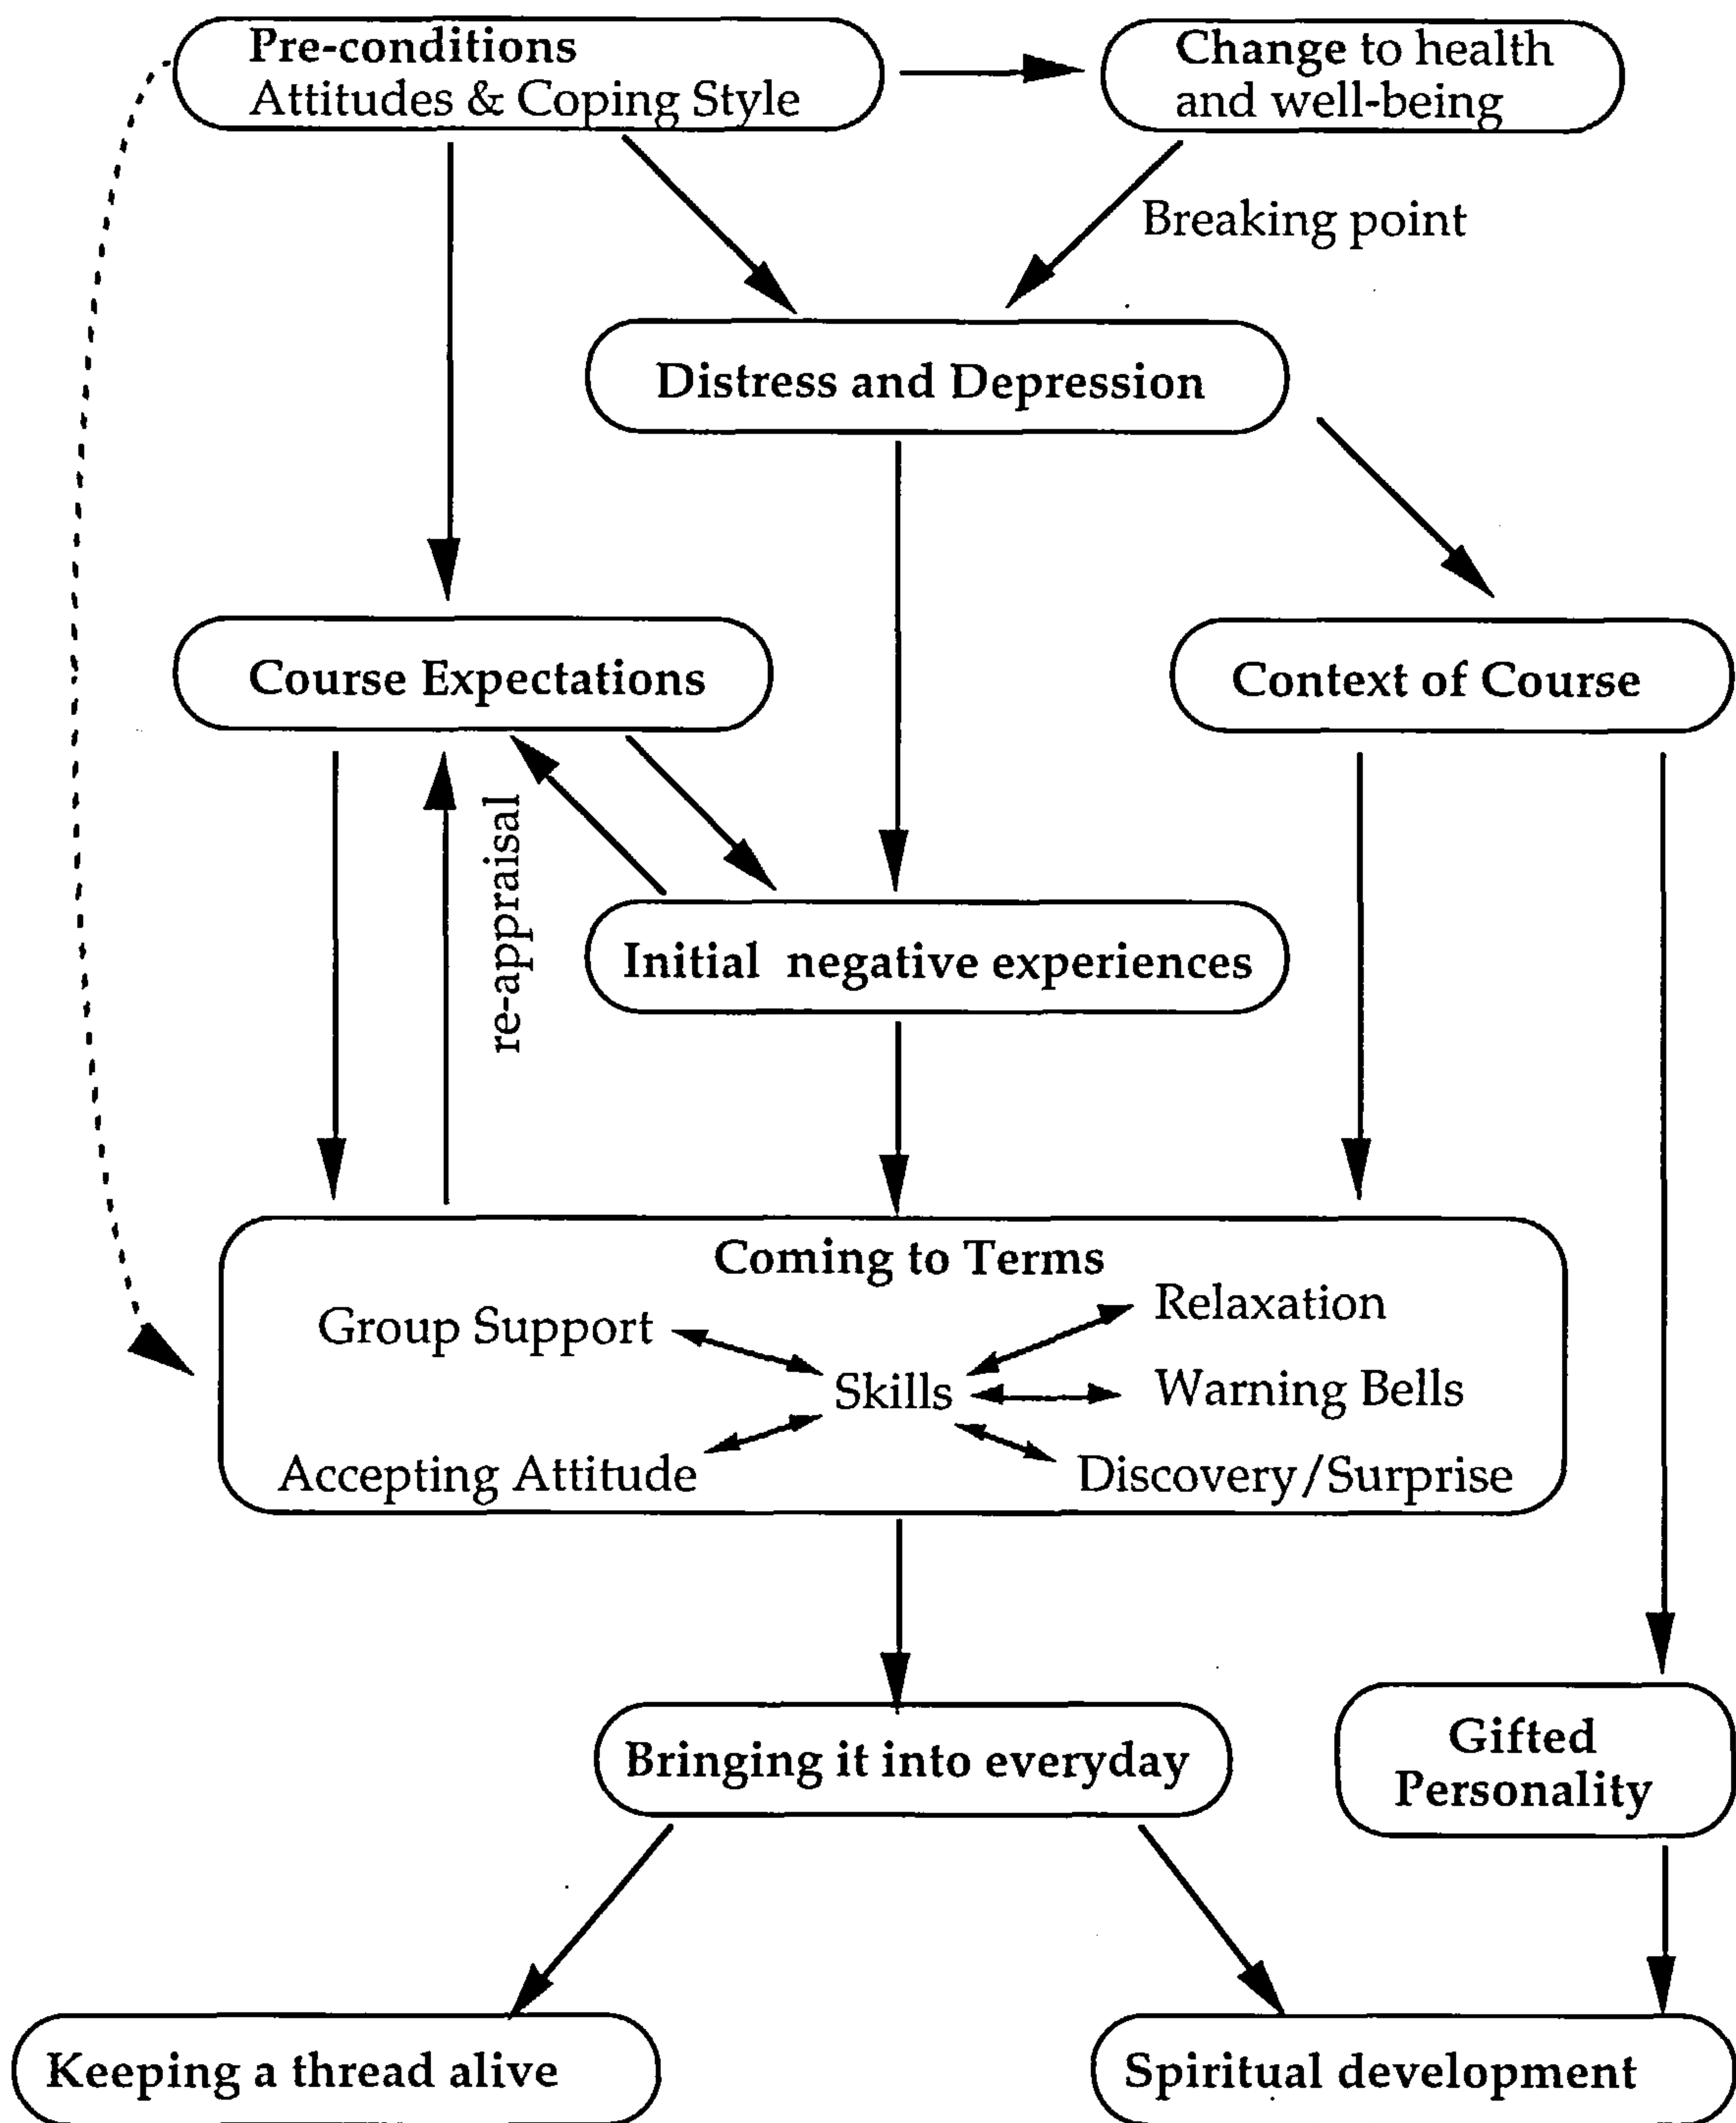 Pre-conditions
Attitudes & Coping Style
Change to health
and well-being
Breaking point
Distress and Depression
Course Expectations
Context of Course
re-appraisal
Initial negative experiences
Coming to Terms
Group Support
Relaxation
Skills
Warning Bells
Accepting Attitude
Discovery/Surprise
Bringing it into everyday
Gifted
Personality
Keeping a thread alive
Spiritual development